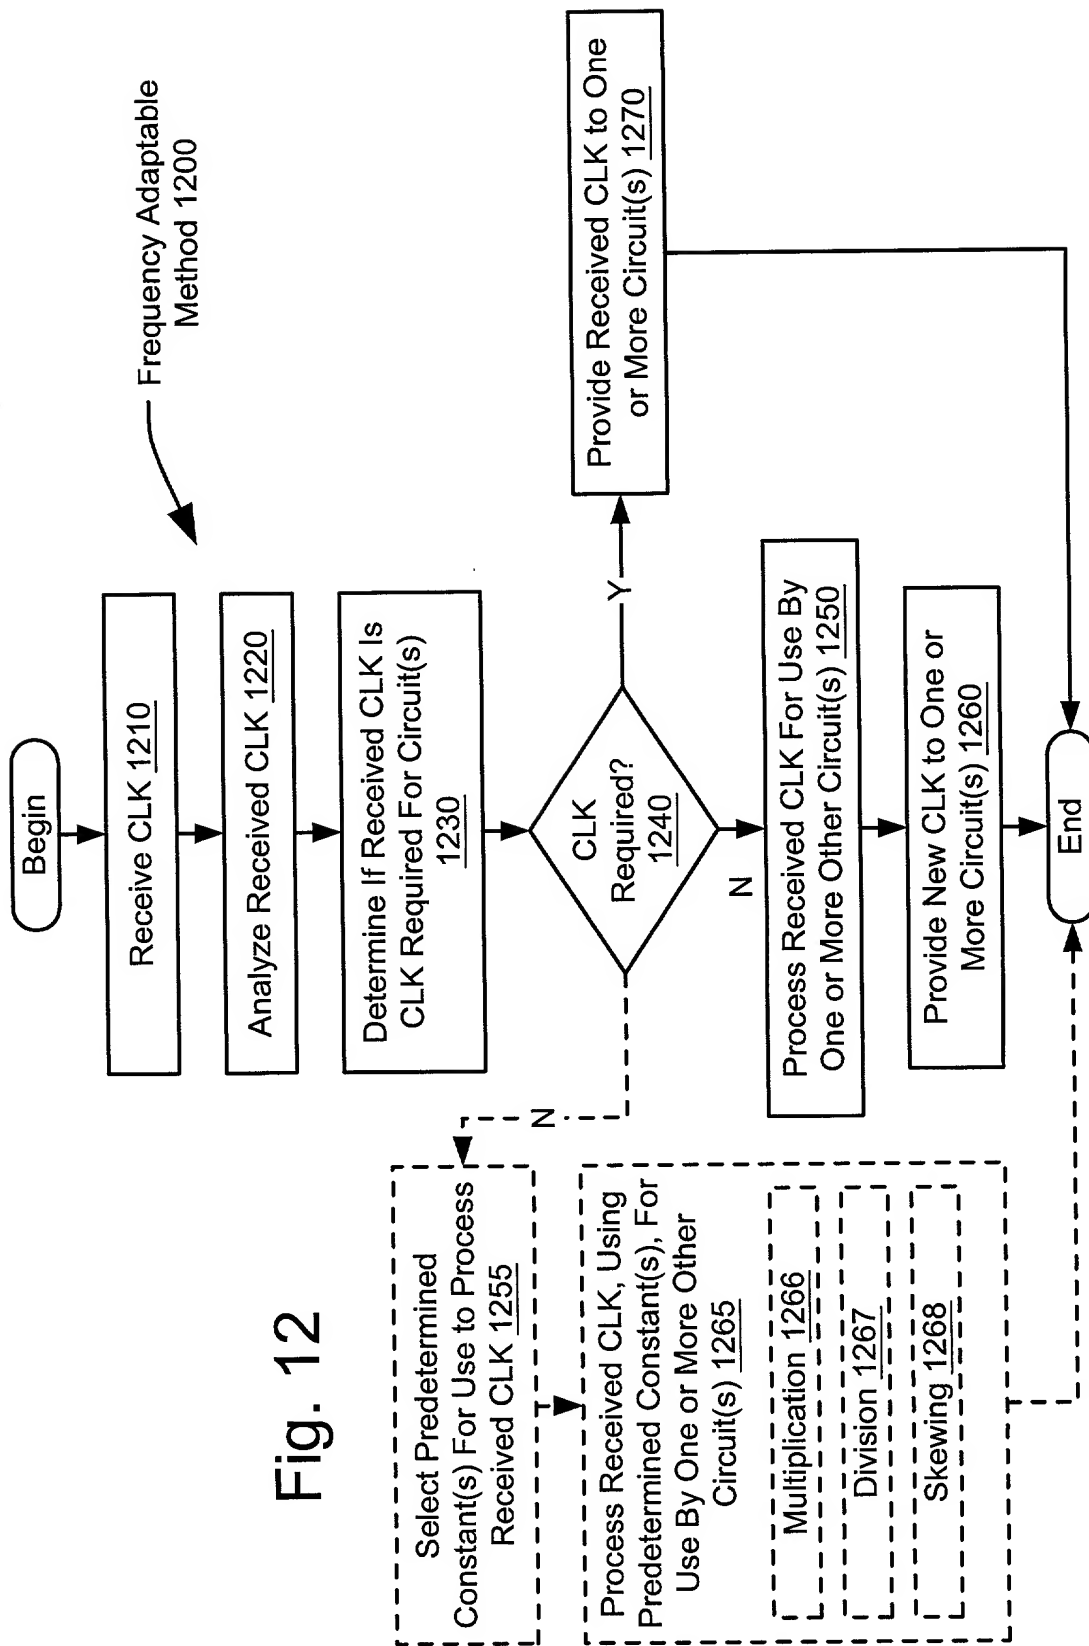 Fig. 12
Frequency Adaptable
Method 1200
Begin
Receive CLK 1210
Analyze Received CLK 1220
Determine If Received CLK Is
CLK Required For Circuit(s)
1230
CLK
Required?
1240
Y
N
N
Provide Received CLK to One
or More Circuit(s) 1270
Process Received CLK For Use By
One or More Other Circuit(s) 1250
Provide New CLK to One or
More Circuit(s) 1260
Select Predetermined
Constant(s) For Use to Process
Received CLK 1255
Process Received CLK, Using
Predetermined Constant(s), For
Use By One or More Other
Circuit(s) 1265
Multiplication 1266
Division 1267
Skewing 1268
End